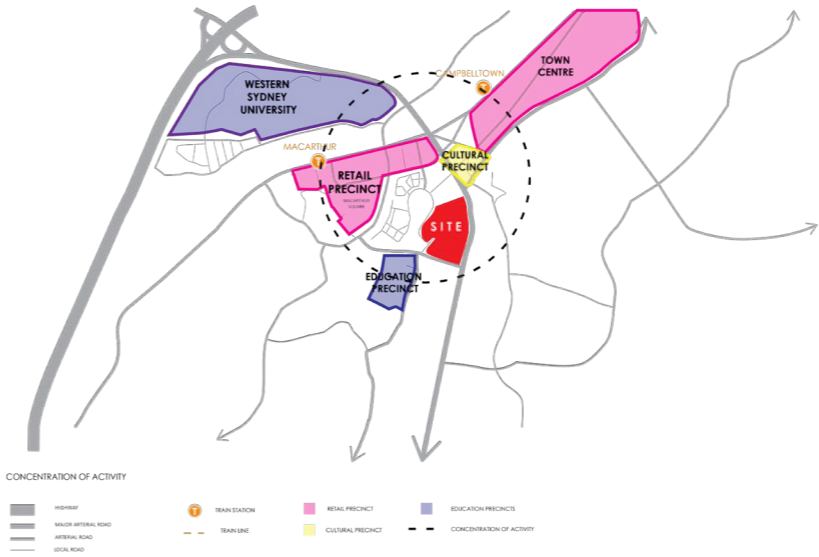 CAMPBELLTOWN
TOWN
CENTRE
WESTERN
SYDNEY
UNIVERSITY
MACARTHUR
CULTURAL
PRECINCT
RETAIL
PRECINCT
MACARTHUR
SQUARE
SITE
EDUCATION
PRECINCT
CONCENTRATION OF ACTIVITY
HIGHWAY
MAJOR ARTERIAL ROAD
ARTERIAL ROAD
LOCAL ROAD
T TRAIN STATION
TRAIN LINE
RETAIL PRECINCT
CULTURAL PRECINCT
EDUCATION PRECINCTS
CONCENTRATION OF ACTIVITY